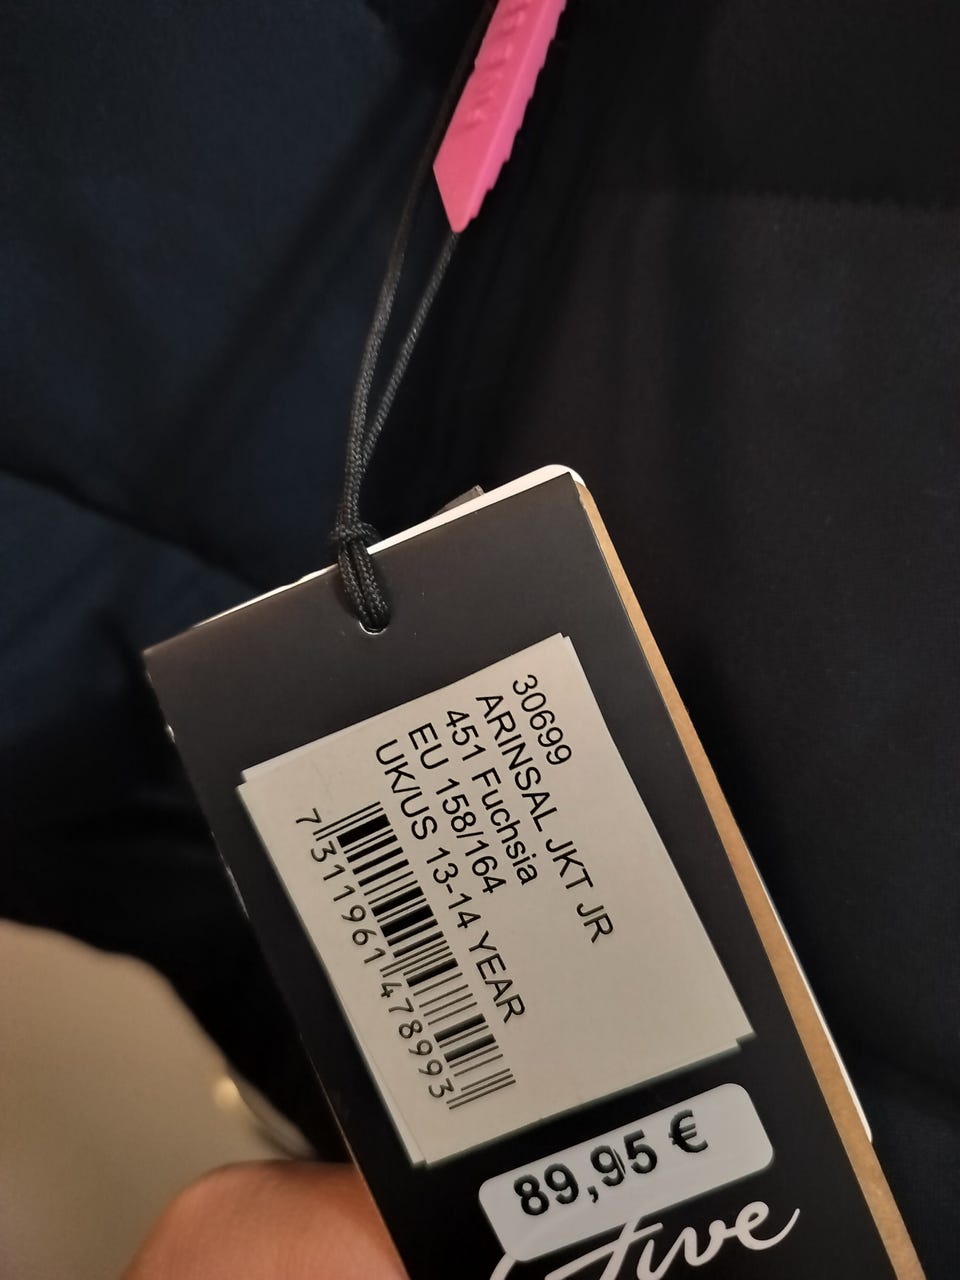 30699
ARINSAL JKT JR
451 Fuchsia
EU 158/164
UK/US 13-14 YEAR
7 311961 478993
89,95 €